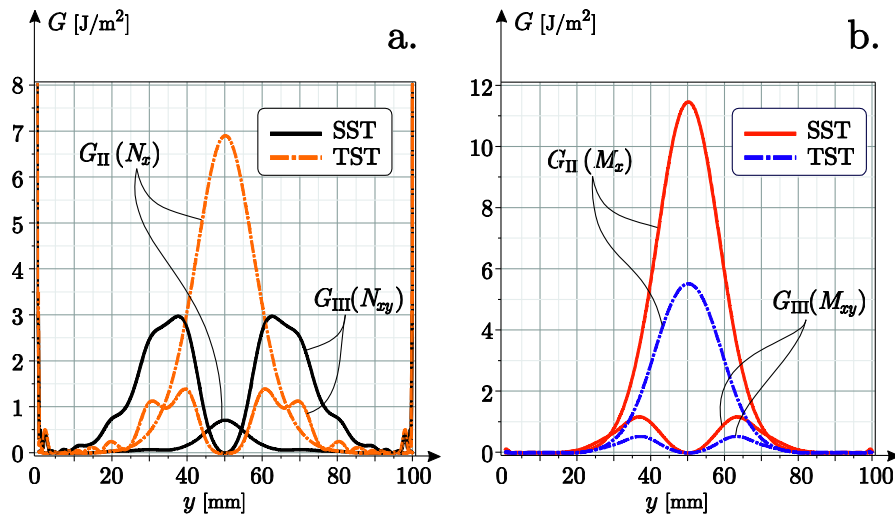 G [J/m²]
a.
8
7
6
5
4
3
2
1
0
SST
TST
G_II (N_x)
G_III (N_xy)
0 20 40 60 80 100
y [mm]
G [J/m²]
b.
12
10
8
6
4
2
0
SST
TST
G_II (M_x)
G_III (M_xy)
0 20 40 60 80 100
y [mm]